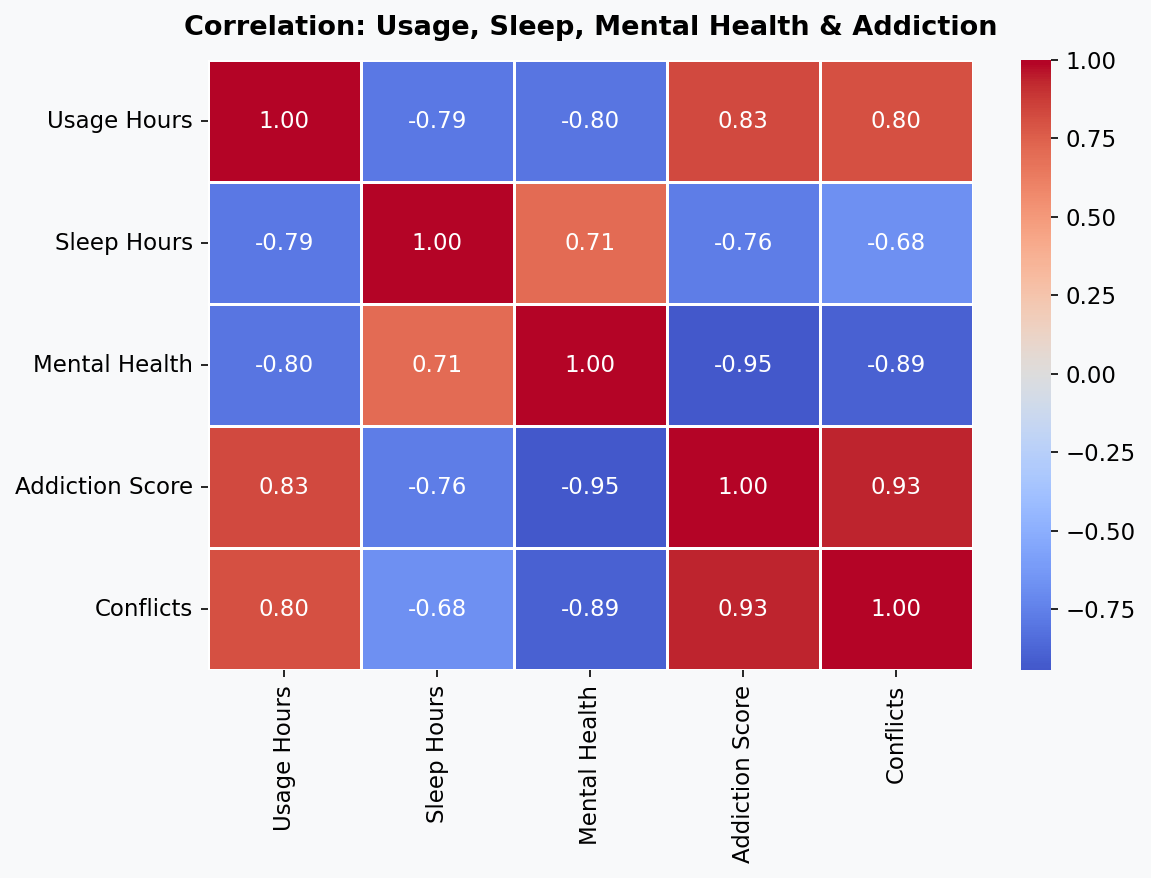 Correlation: Usage, Sleep, Mental Health & Addiction
Usage Hours 1.00 -0.79 -0.80 0.83 0.80
Sleep Hours -0.79 1.00 0.71 -0.76 -0.68
Mental Health -0.80 0.71 1.00 -0.95 -0.89
Addiction Score 0.83 -0.76 -0.95 1.00 0.93
Conflicts 0.80 -0.68 -0.89 0.93 1.00
Usage Hours
Sleep Hours
Mental Health
Addiction Score
Conflicts
1.00
0.75
0.50
0.25
0.00
−0.25
−0.50
−0.75